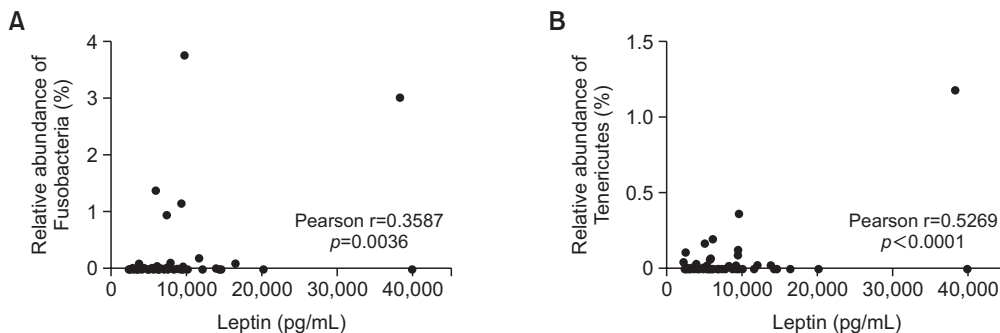 A
Relative abundance of
Fusobacteria (%)
4
3
2
1
0
0
10,000
20,000
30,000
40,000
Leptin (pg/mL)
Pearson r=0.3587
p=0.0036
B
Relative abundance of
Tenericutes (%)
1.5
1.0
0.5
0
0
10,000
20,000
30,000
40,000
Leptin (pg/mL)
Pearson r=0.5269
p<0.0001